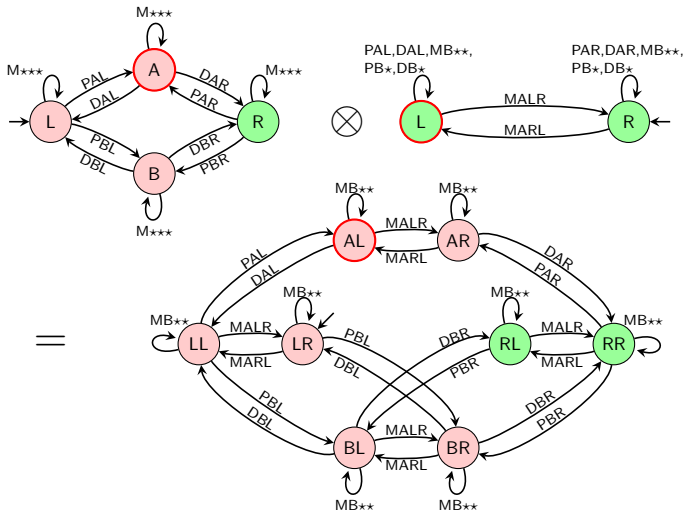 M⋆⋆⋆
M⋆⋆⋆
PAL
DAL
A
DAR
PAR
M⋆⋆⋆
L
R
PBL
DBL
DBR
PBR
B
M⋆⋆⋆
⊗
PAL,DAL,MB⋆⋆,
PB⋆,DB⋆
PAR,DAR,MB⋆⋆,
PB⋆,DB⋆
L
MALR
MARL
R
=
MB⋆⋆
MB⋆⋆
AL
MALR
MARL
AR
PAL
DAL
DAR
PAR
MB⋆⋆
MB⋆⋆
MB⋆⋆
MB⋆⋆
LL
MALR
MARL
LR
PBL
DBL
DBR
PBR
RL
MALR
MARL
RR
PBL
DBL
DBR
PBR
BL
MALR
MARL
BR
MB⋆⋆
MB⋆⋆